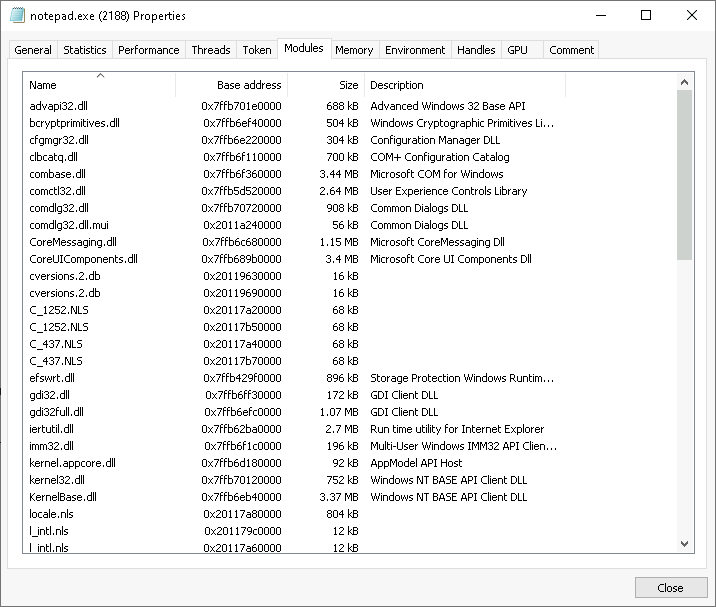 notepad.exe (2188) Properties
General Statistics Performance Threads Token Modules Memory Environment Handles GPU Comment
Name Base address Size Description
advapi32.dll 0x7ffb701e0000 688 kB Advanced Windows 32 Base API
bcryptprimitives.dll 0x7ffb6ef40000 504 kB Windows Cryptographic Primitives Li...
cfgmgr32.dll 0x7ffb6e220000 304 kB Configuration Manager DLL
clbcatq.dll 0x7ffb6f110000 700 kB COM+ Configuration Catalog
combase.dll 0x7ffb6f360000 3.44 MB Microsoft COM for Windows
comctl32.dll 0x7ffb5d520000 2.64 MB User Experience Controls Library
comdlg32.dll 0x7ffb70720000 908 kB Common Dialogs DLL
comdlg32.dll.mui 0x2011a240000 56 kB Common Dialogs DLL
CoreMessaging.dll 0x7ffb6c680000 1.15 MB Microsoft CoreMessaging Dll
CoreUIComponents.dll 0x7ffb689b0000 3.4 MB Microsoft Core UI Components Dll
cversions.2.db 0x20119630000 16 kB
cversions.2.db 0x20119690000 16 kB
C_1252.NLS 0x20117a20000 68 kB
C_1252.NLS 0x20117b50000 68 kB
C_437.NLS 0x20117a40000 68 kB
C_437.NLS 0x20117b70000 68 kB
efswrt.dll 0x7ffb429f0000 896 kB Storage Protection Windows Runtim...
gdi32.dll 0x7ffb6ff30000 172 kB GDI Client DLL
gdi32full.dll 0x7ffb6efc0000 1.07 MB GDI Client DLL
iertutil.dll 0x7ffb62ba0000 2.7 MB Run time utility for Internet Explorer
imm32.dll 0x7ffb6f1c0000 196 kB Multi-User Windows IMM32 API Clien...
kernel.appcore.dll 0x7ffb6d180000 92 kB AppModel API Host
kernel32.dll 0x7ffb70120000 752 kB Windows NT BASE API Client DLL
KernelBase.dll 0x7ffb6eb40000 3.37 MB Windows NT BASE API Client DLL
locale.nls 0x20117a80000 804 kB
l_intl.nls 0x201179c0000 12 kB
l_intl.nls 0x20117a60000 12 kB
Close